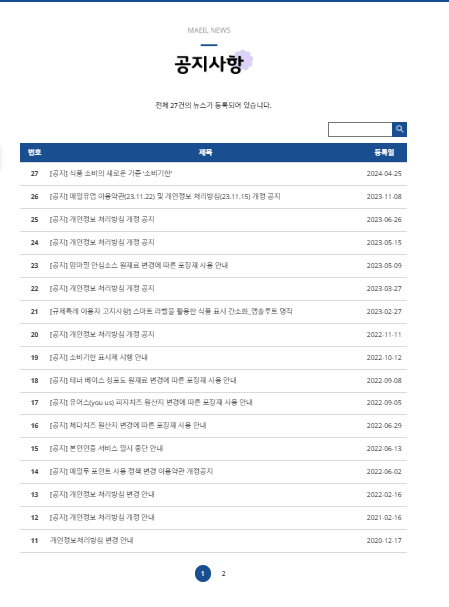 MAEIL NEWS
공지사항
전체 27건의 뉴스가 등록되어 있습니다.
번호 제목 등록일
27 [공지] 식품 소비의 새로운 기준 '소비기한' 2024-04-25
26 [공지] 매일유업 이용약관(23.11.22) 및 개인정보 처리방침(23.11.15) 개정 공지 2023-11-08
25 [공지] 개인정보 처리방침 개정 공지 2023-06-26
24 [공지] 개인정보 처리방침 개정 공지 2023-05-15
23 [공지] 맘마밀 안심소스 원재료 변경에 따른 포장재 사용 안내 2023-05-09
22 [공지] 개인정보 처리방침 개정 공지 2023-03-27
21 [규제특례 이용자 고지사항] 스마트 라벨을 활용한 식품 표시 간소화_앱솔루트 명작 2023-02-27
20 [공지] 개인정보 처리방침 개정 공지 2022-11-11
19 [공지] 소비기한 표시제 시행 안내 2022-10-12
18 [공지] 베이스 청포도 원재료 변경에 따른 포장재 사용 안내 2022-09-08
17 [공지] 유어스(you us) 피자치즈 원산지 변경에 따른 포장재 사용 안내 2022-09-05
16 [공지] 체다치즈 원산지 변경에 따른 포장재 사용 안내 2022-06-29
15 [공지] 본인인증 서비스 일시 중단 안내 2022-06-13
14 [공지] 매일두 포인트 사용 정책 변경 이용약관 개정공지 2022-06-02
13 [공지] 개인정보 처리방침 변경 안내 2022-02-16
12 [공지] 개인정보 처리방침 개정 안내 2021-02-16
11 개인정보처리방침 변경 안내 2020-12-17
1 2